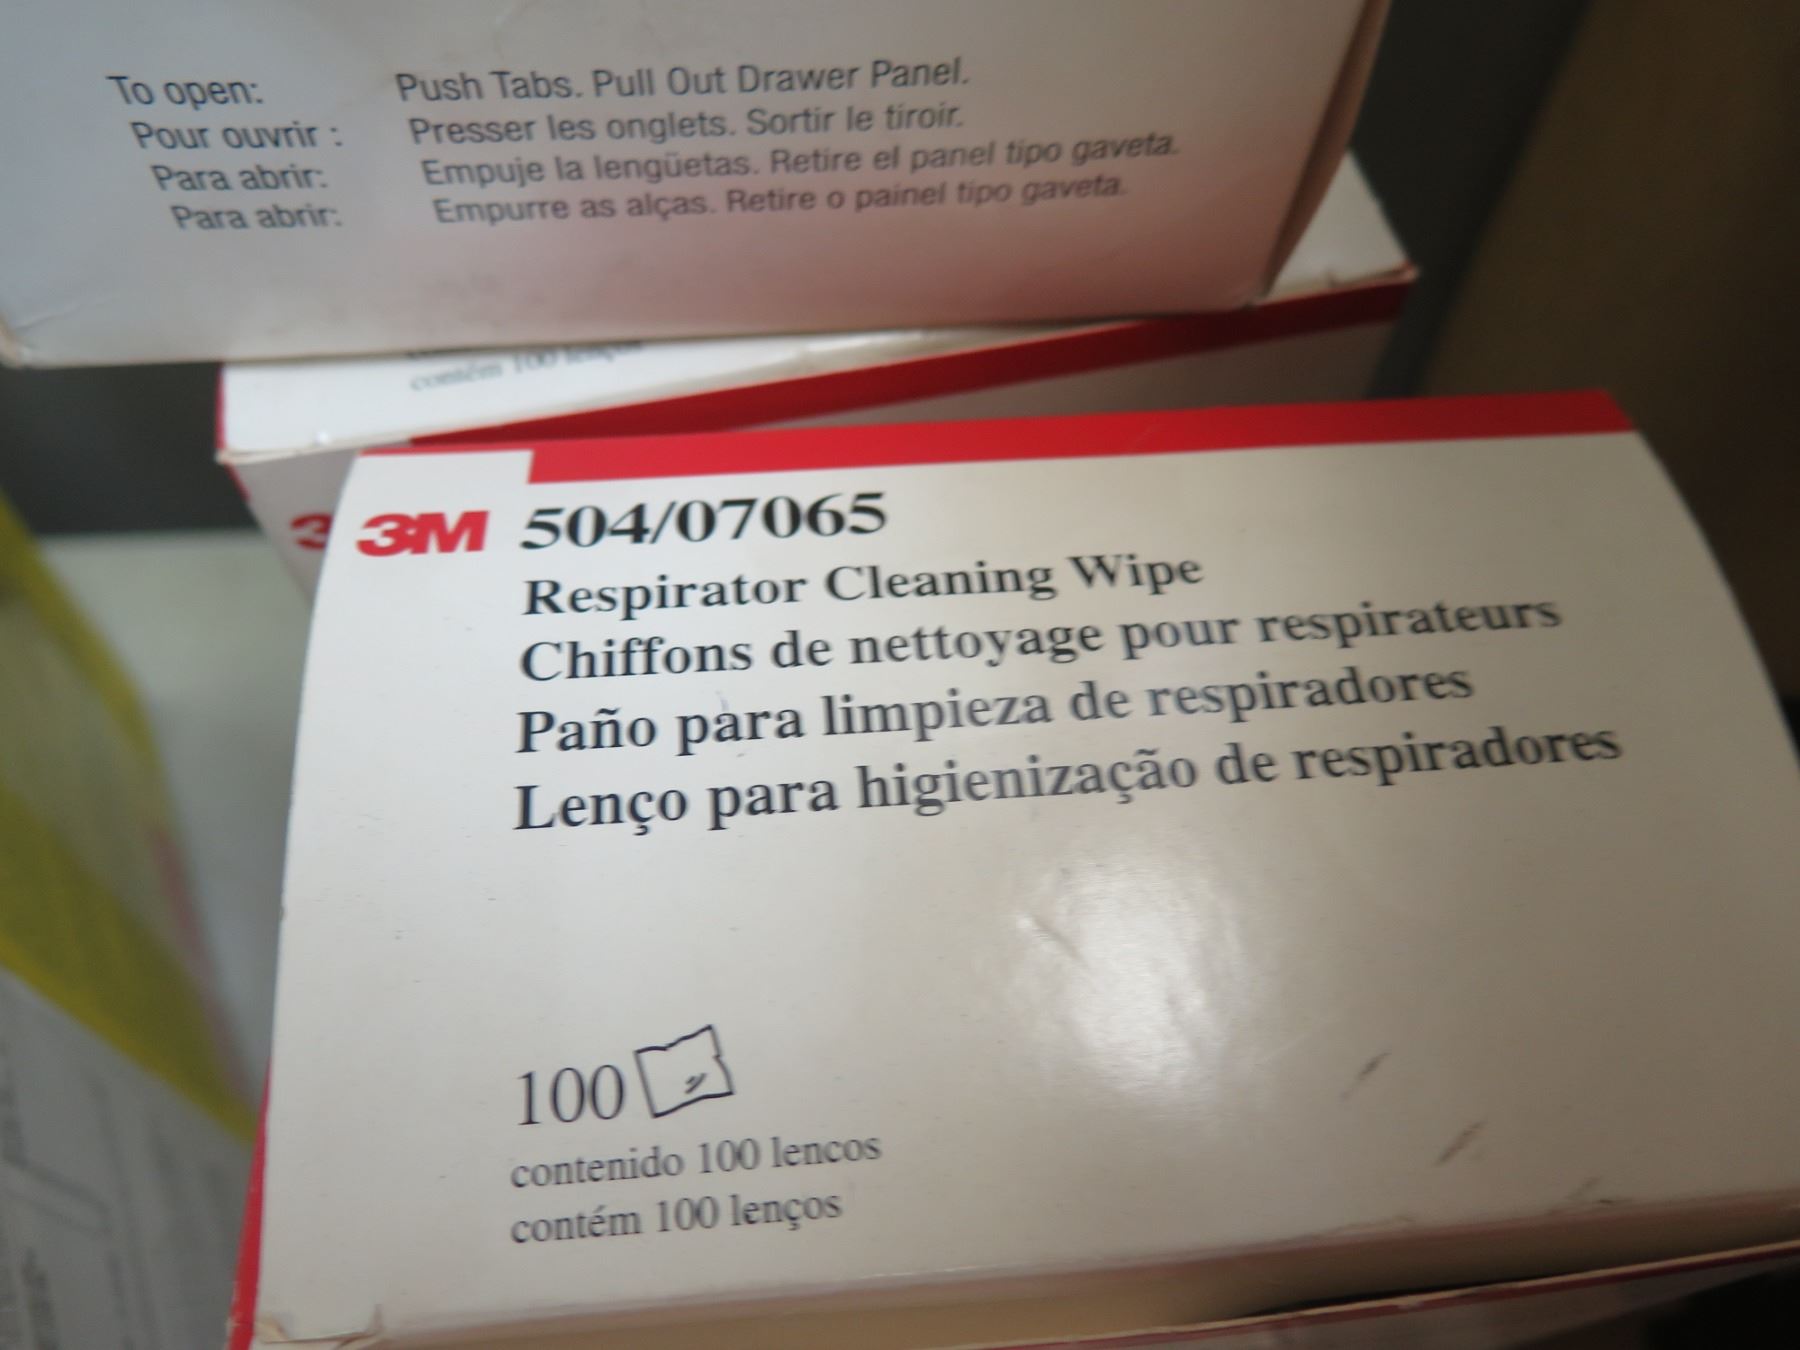 To open: Push Tabs. Pull Out Drawer Panel.
Pour ouvrir : Presser les onglets. Sortir le tiroir.
Para abrir: Empuje la lengüetas. Retire el panel tipo gaveta.
Para abrir: Empurre as alças. Retire o painel tipo gaveta.
contém 100 lenços
3M 504/07065
Respirator Cleaning Wipe
Chiffons de nettoyage pour respirateurs
Paño para limpieza de respiradores
Lenço para higienização de respiradores
100
contenido 100 lencos
contém 100 lenços